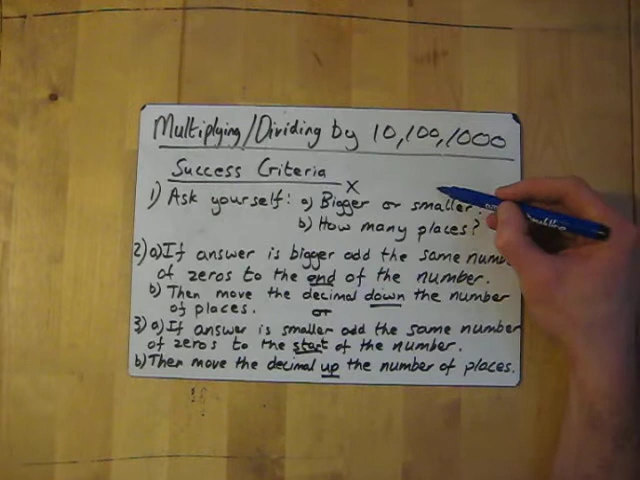 Multiplying/Dividing by 10,100,1000
Success Criteria
x
1) Ask yourself: a) Bigger or smaller.
b) How many places?
2) a) If answer is bigger add the same
of zeros to the end of the number.
b) Then move the decimal down the number
of places. or
3) a) If answer is smaller add the same number
of zeros to the start of the number.
b) Then move the decimal up the number of places.